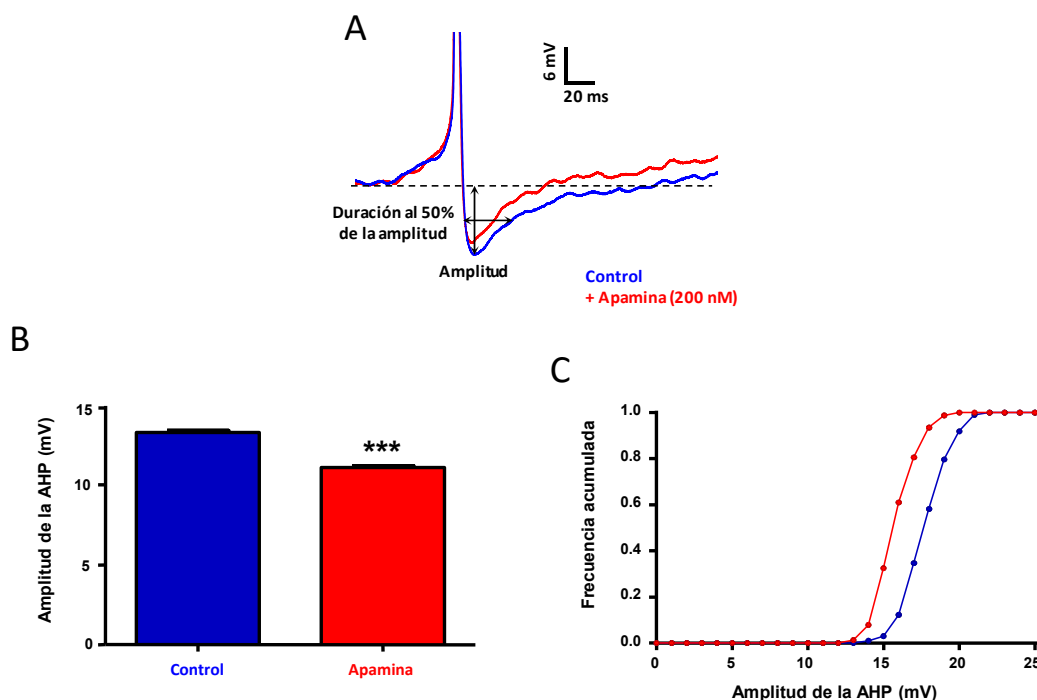 A
6 mV
20 ms
Duración al 50%
de la amplitud
Amplitud
Control
+ Apamina (200 nM)
B
Amplitud de la AHP (mV)
15
10
5
0
***
Control
Apamina
C
Frecuencia acumulada
1.0
0.8
0.6
0.4
0.2
0.0
0 5 10 15 20 25
Amplitud de la AHP (mV)